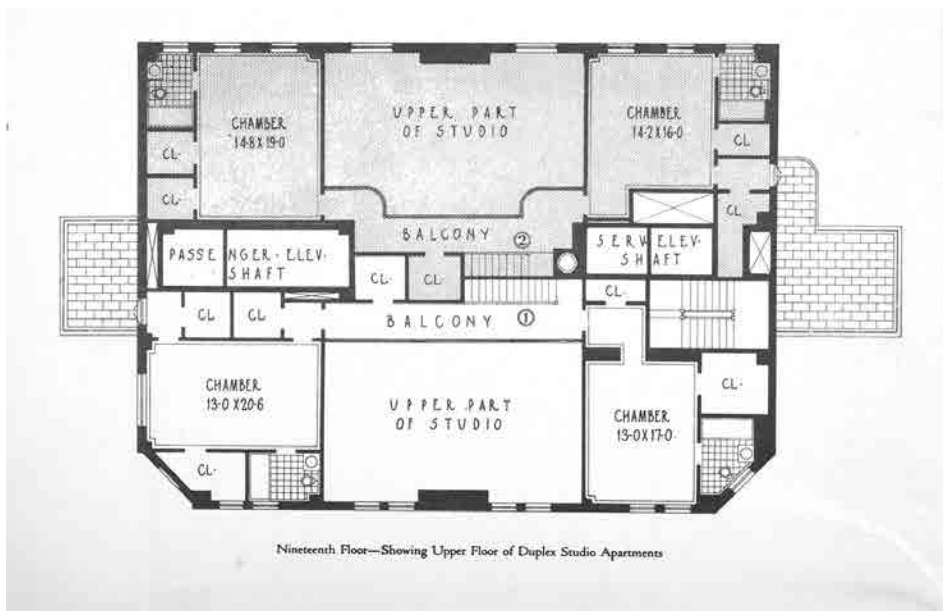 CHAMBER
14-8 X 19-0
UPPER PART
OF STUDIO
CHAMBER
14-2 X 16-0
CL.
CL.
CL.
CL.
BALCONY
②
PASSENGER-ELEV-
SHAFT
SERV ELEV-
SHAFT
CL.
CL.
CL.
CL
CL
BALCONY
①
CHAMBER
13-0 X 20-6
UPPER PART
OF STUDIO
CHAMBER
13-0 X 17-0
CL.
CL.
Nineteenth Floor—Showing Upper Floor of Duplex Studio Apartments